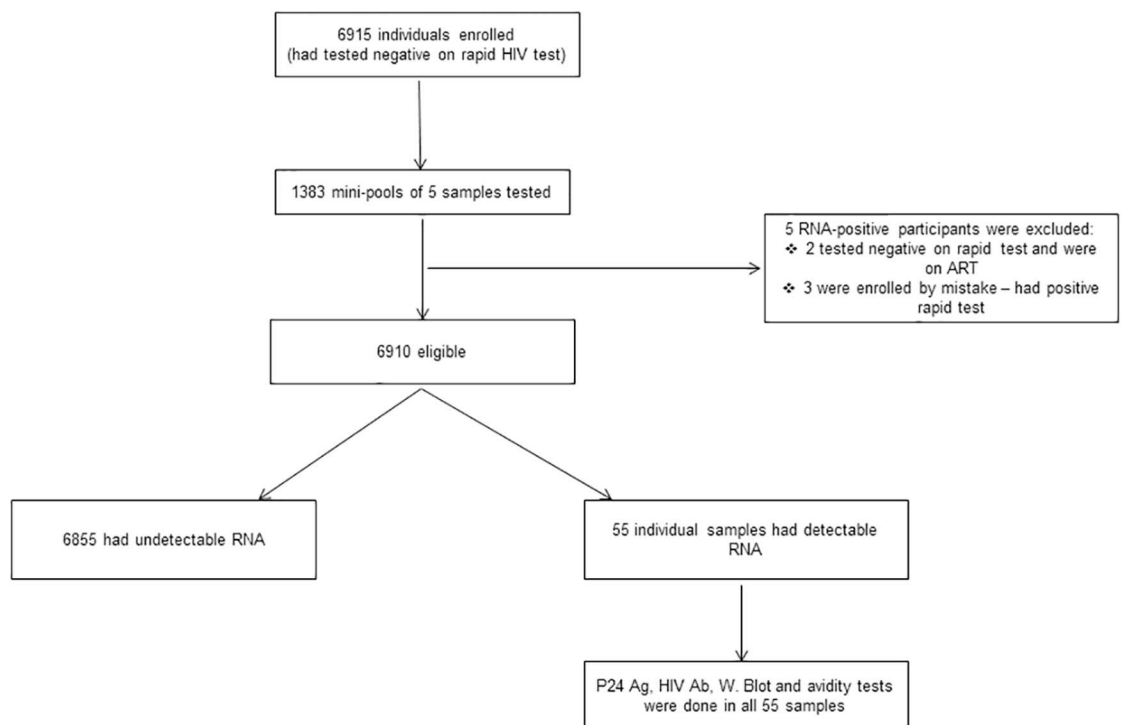 6915 individuals enrolled
(had tested negative on rapid HIV test)
1383 mini-pools of 5 samples tested
5 RNA-positive participants were excluded:
❖ 2 tested negative on rapid test and were
on ART
❖ 3 were enrolled by mistake – had positive
rapid test
6910 eligible
6855 had undetectable RNA
55 individual samples had detectable
RNA
P24 Ag, HIV Ab, W. Blot and avidity tests
were done in all 55 samples